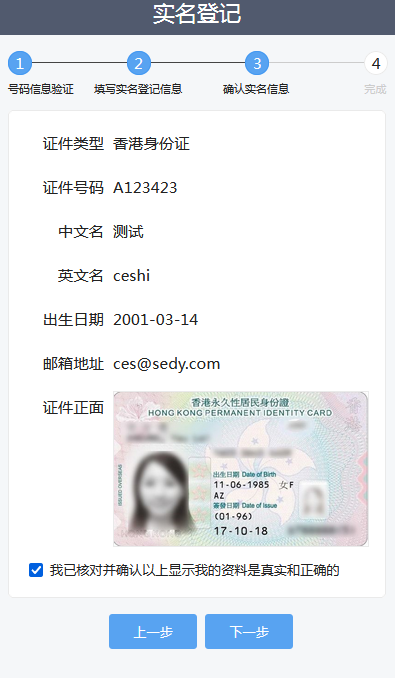 实名登记
1 2 3 4
号码信息验证 填写实名登记信息 确认实名信息 完成
证件类型 香港身份证
证件号码 A123423
中文名 测试
英文名 ceshi
出生日期 2001-03-14
邮箱地址 ces@sedy.com
证件正面
香港永久性居民身份證
HONG KONG PERMANENT IDENTITY CARD
ISSUED OVERSEAS
出生日期 Date of Birth
11-06-1985 女F
AZ
簽發日期 Date of Issue
(01-96)
17-10-18
香港
HONG KONG
我已核对并确认以上显示我的资料是真实和正确的
上一步 下一步